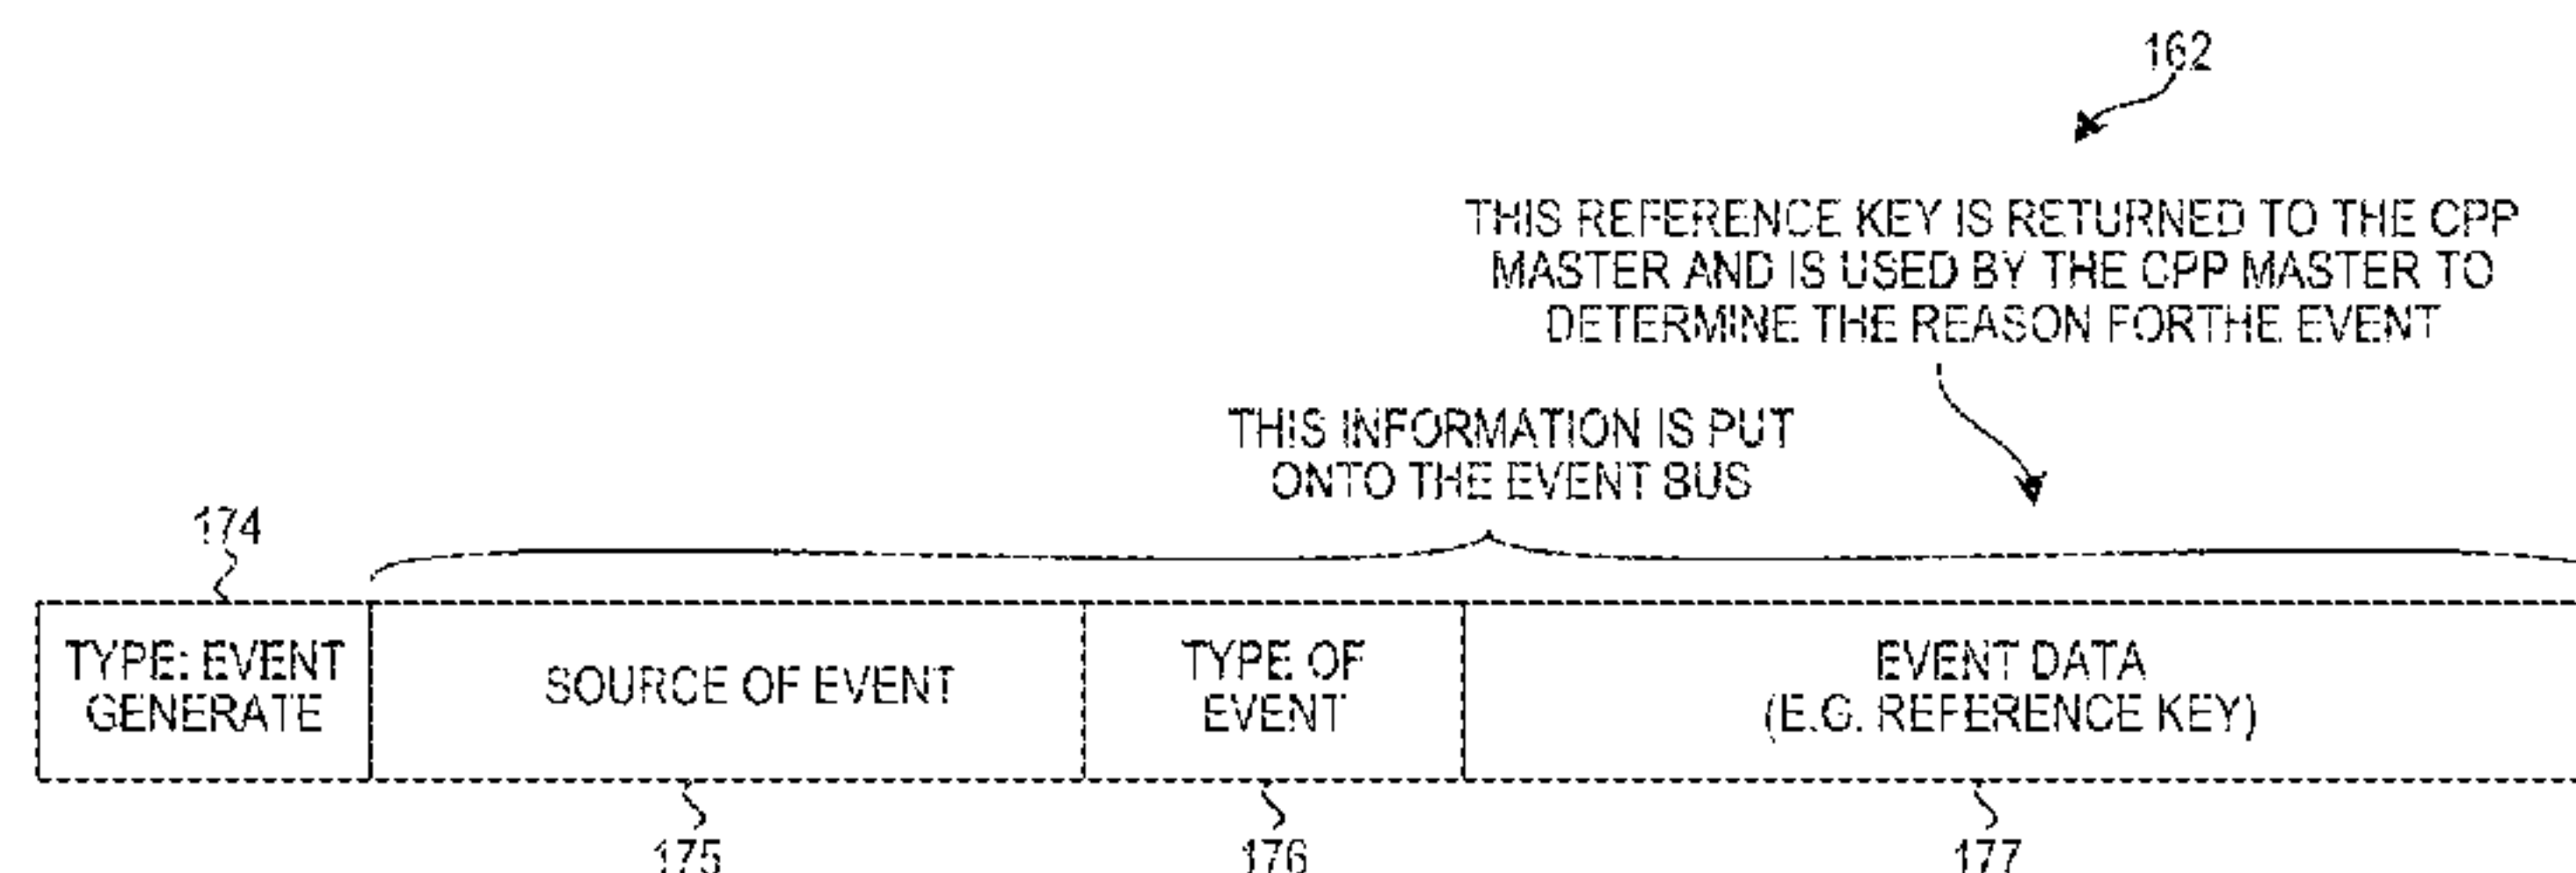 162
THIS REFERENCE KEY IS RETURNED TO THE CPP
MASTER AND IS USED BY THE CPP MASTER TO
DETERMINE THE REASON FORTHE EVENT
THIS INFORMATION IS PUT
ONTO THE EVENT BUS
174
TYPE: EVENT
GENERATE
SOURCE OF EVENT
TYPE OF
EVENT
EVENT DATA
(E.G. REFERENCE KEY)
175
176
177